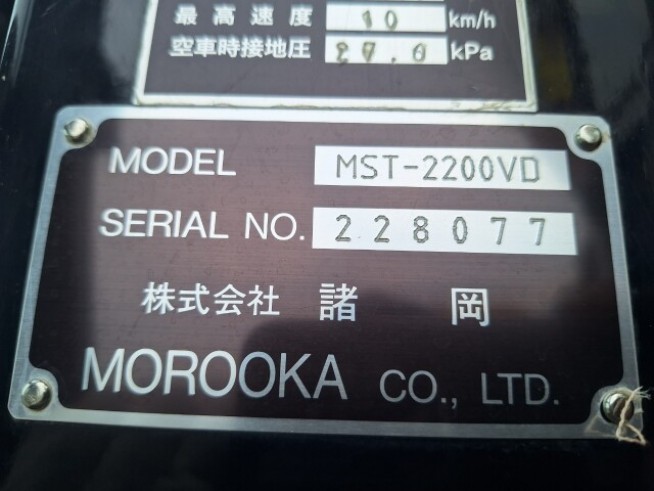 最高速度 10 km/h
空車時接地圧 27.6 kPa
MODEL MST-2200VD
SERIAL NO. 228077
株式会社 諸岡
MOROOKA CO., LTD.